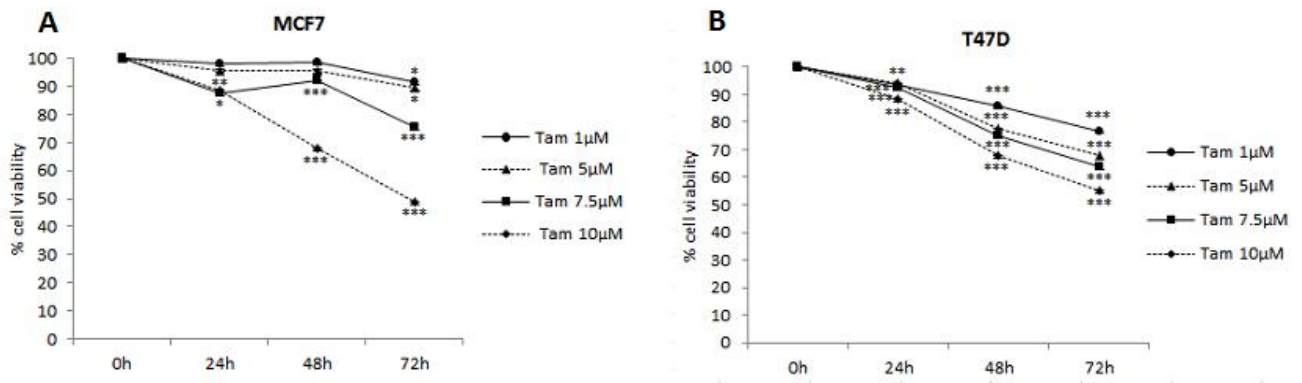 A
MCF7
% cell viability
100
90
80
70
60
50
40
30
20
10
0
0h
24h
48h
72h
**
*
***
***
*
*
***
***
Tam 1µM
Tam 5µM
Tam 7.5µM
Tam 10µM
B
T47D
% cell viability
100
90
80
70
60
50
40
30
20
10
0
0h
24h
48h
72h
**
***
***
***
***
***
***
***
***
***
***
***
Tam 1µM
Tam 5µM
Tam 7.5µM
Tam 10µM